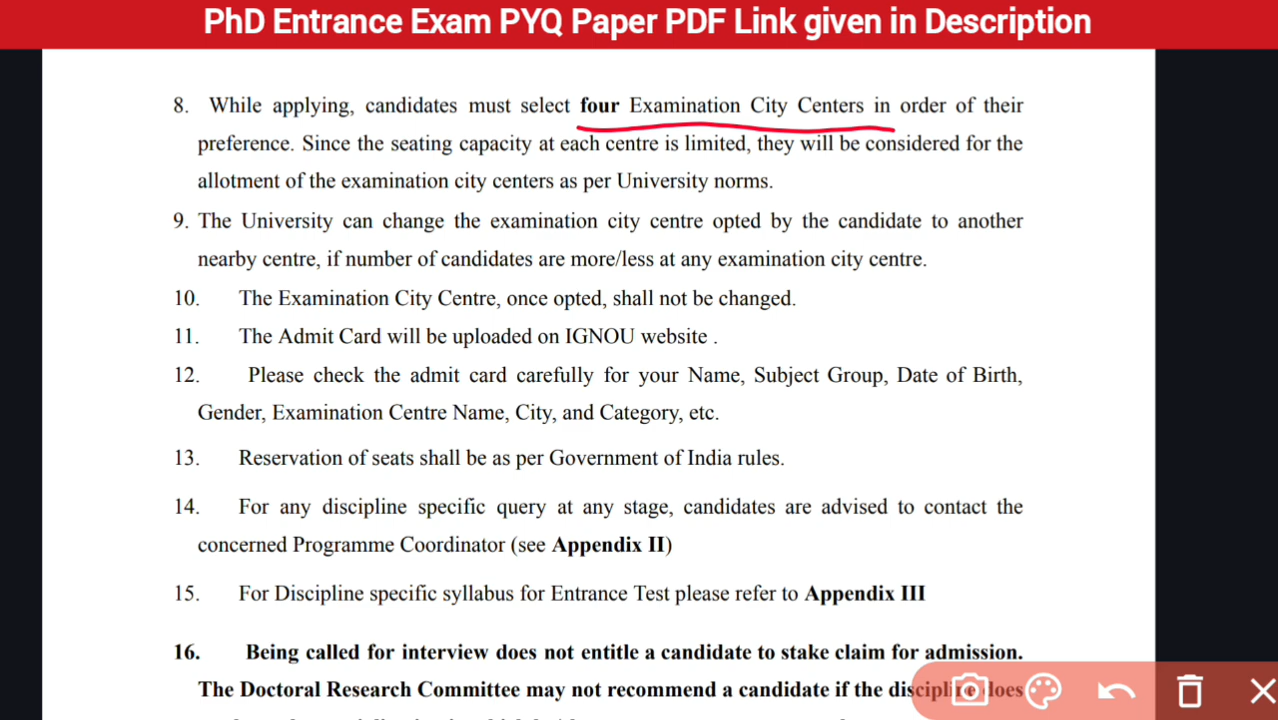 PhD Entrance Exam PYQ Paper PDF Link given in Description
8. While applying, candidates must select four Examination City Centers in order of their
preference. Since the seating capacity at each centre is limited, they will be considered for the
allotment of the examination city centers as per University norms.
9. The University can change the examination city centre opted by the candidate to another
nearby centre, if number of candidates are more/less at any examination city centre.
10. The Examination City Centre, once opted, shall not be changed.
11. The Admit Card will be uploaded on IGNOU website .
12. Please check the admit card carefully for your Name, Subject Group, Date of Birth,
Gender, Examination Centre Name, City, and Category, etc.
13. Reservation of seats shall be as per Government of India rules.
14. For any discipline specific query at any stage, candidates are advised to contact the
concerned Programme Coordinator (see Appendix II)
15. For Discipline specific syllabus for Entrance Test please refer to Appendix III
16. Being called for interview does not entitle a candidate to stake claim for admission.
The Doctoral Research Committee may not recommend a candidate if the discipline does